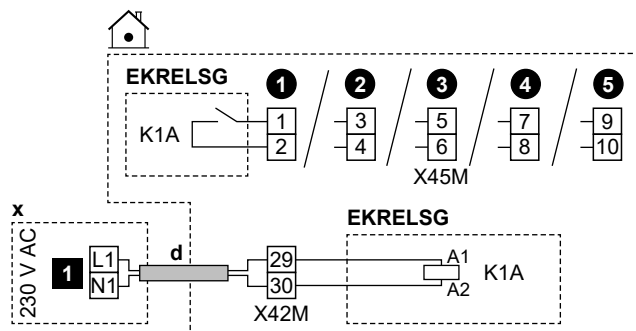 EKRELSG 1 2 3 4 5
K1A 1 / 3 / 5 / 7 / 9
2 4 6 8 10
X45M
x
EKRELSG
230 V AC
1 L1 d 29 A1
N1 30 A2 K1A
X42M